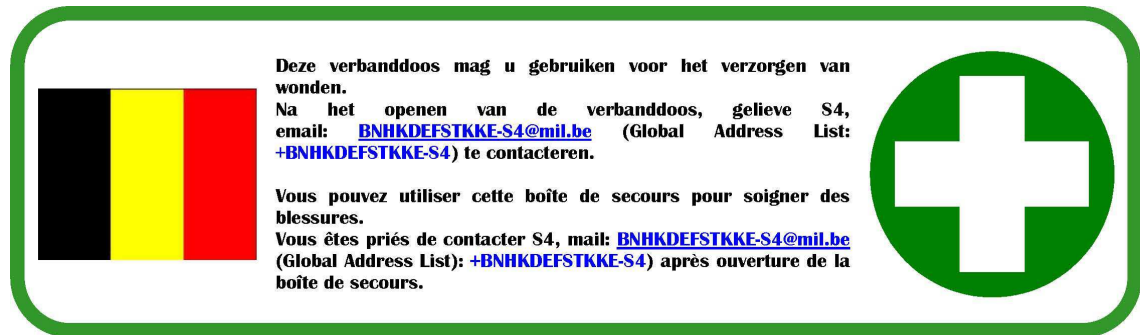 Deze verbanddoos mag u gebruiken voor het verzorgen van
wonden.
Na het openen van de verbanddoos, gelieve S4,
email: BNHKDEFSTKKE-S4@mil.be (Global Address List:
+BNHKDEFSTKKE-S4) te contacteren.
Vous pouvez utiliser cette boîte de secours pour soigner des
blessures.
Vous êtes priés de contacter S4, mail: BNHKDEFSTKKE-S4@mil.be
(Global Address List): +BNHKDEFSTKKE-S4) après ouverture de la
boîte de secours.